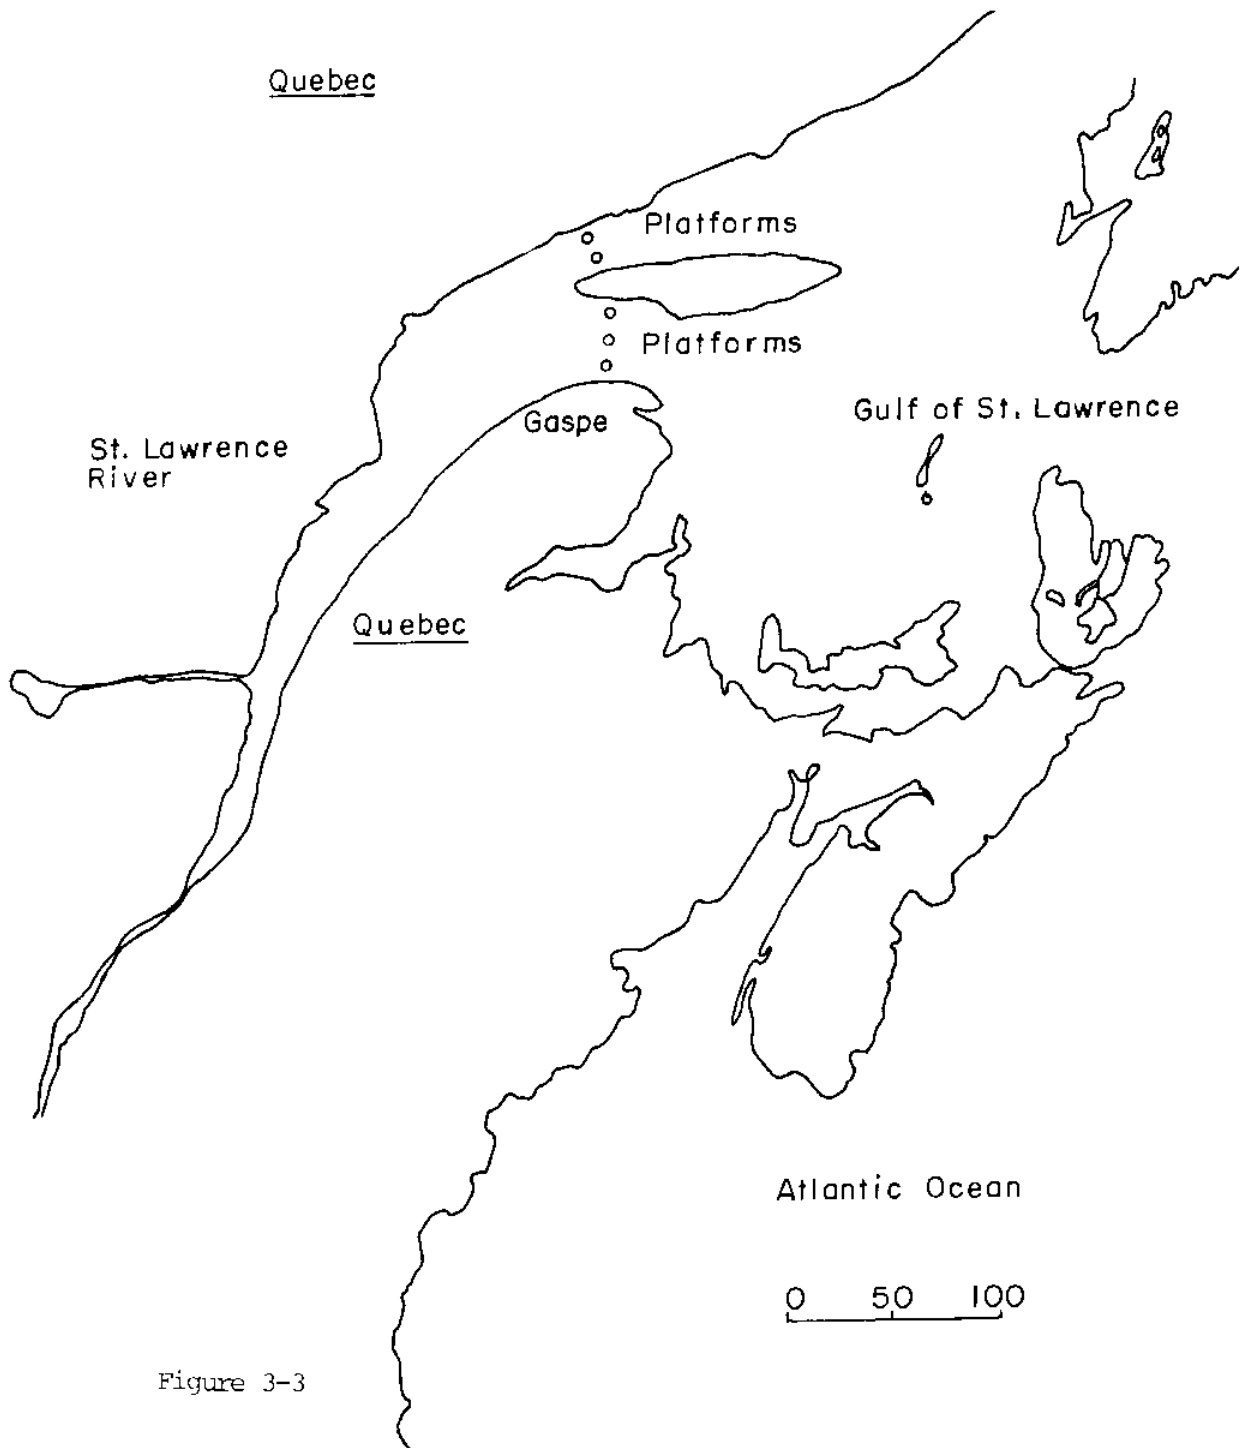 Quebec
Platforms
Platforms
Gulf of St. Lawrence
Gaspe
St. Lawrence
River
Quebec
Atlantic Ocean
0 50 100
Figure 3-3